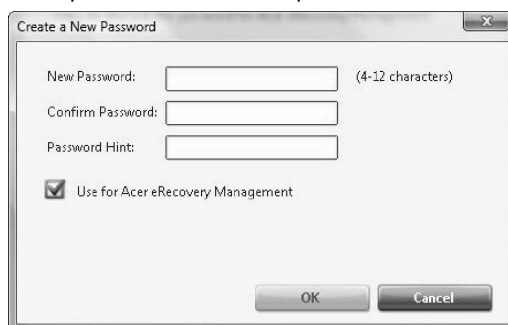 Create a New Password
New Password:
(4-12 characters)
Confirm Password:
Password Hint:
Use for Acer eRecovery Management
OK
Cancel